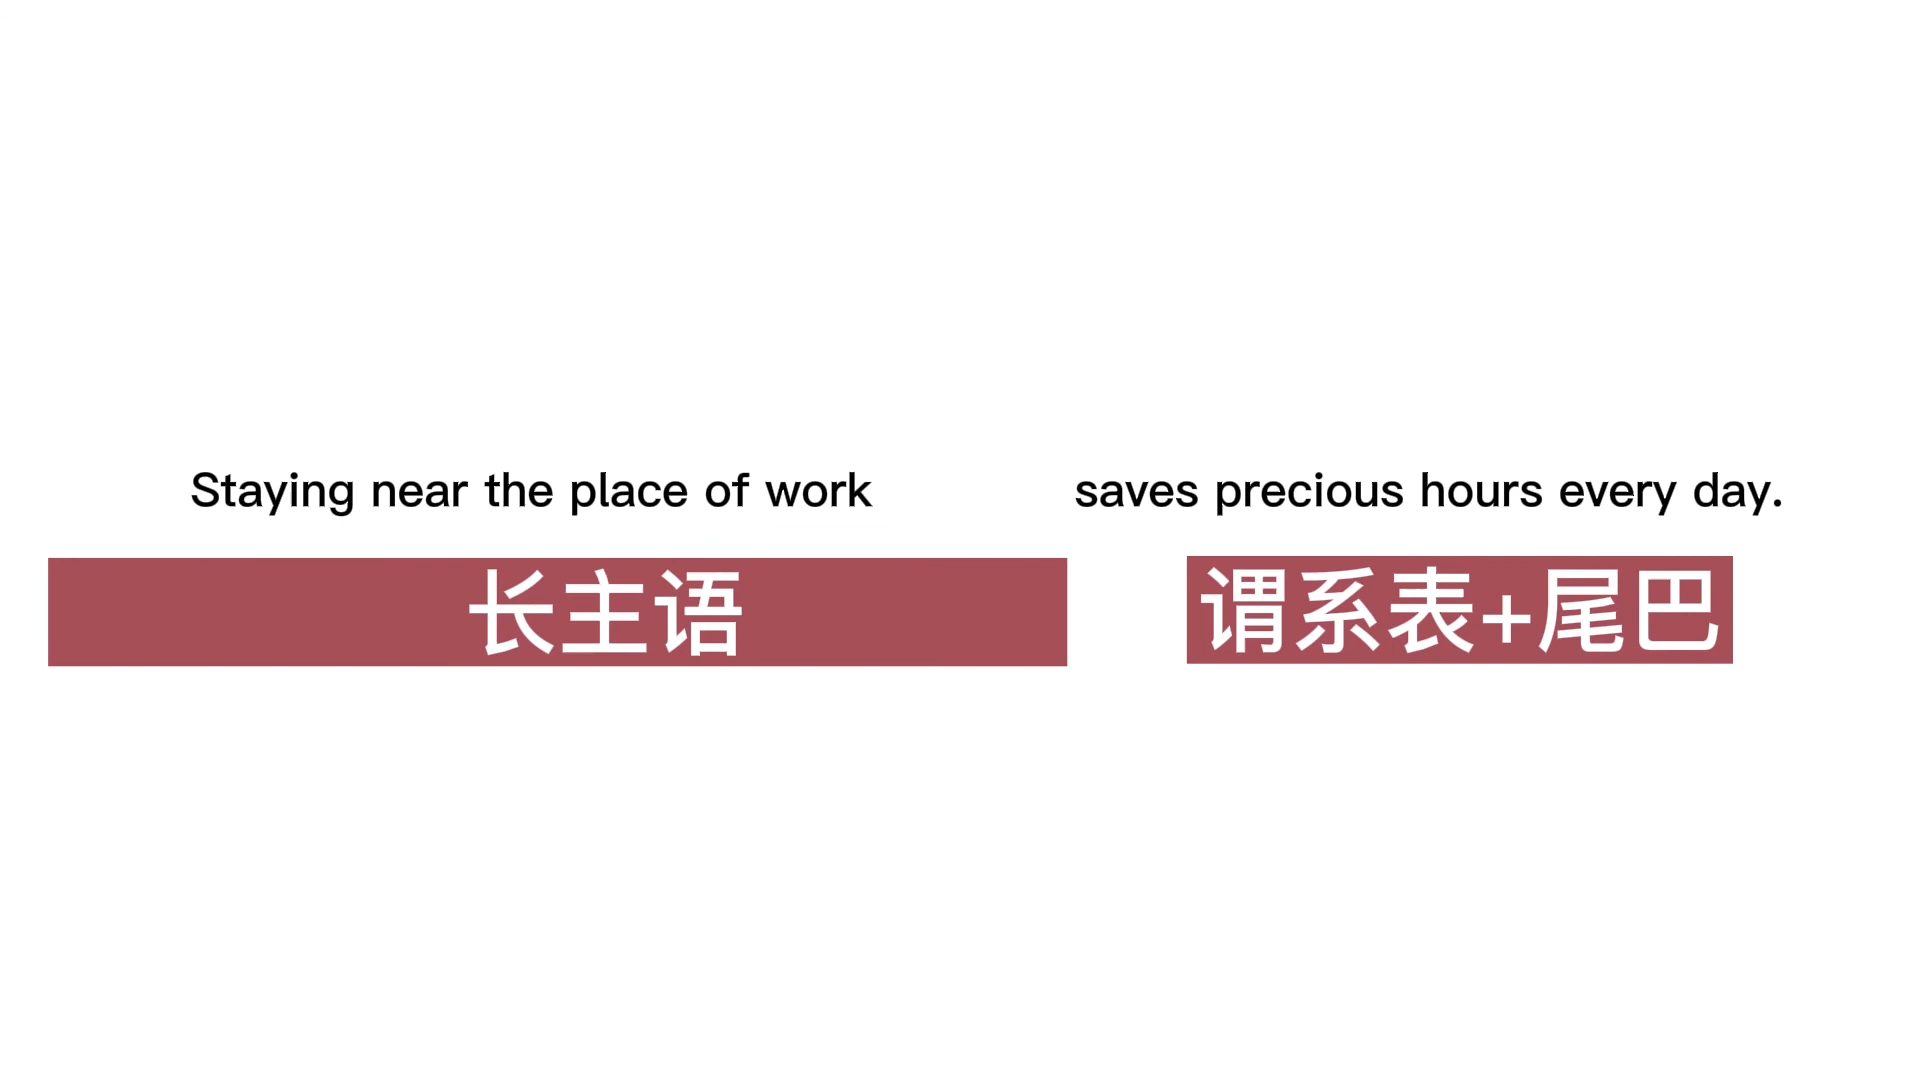 Staying near the place of work saves precious hours every day.
长主语 谓系表+尾巴